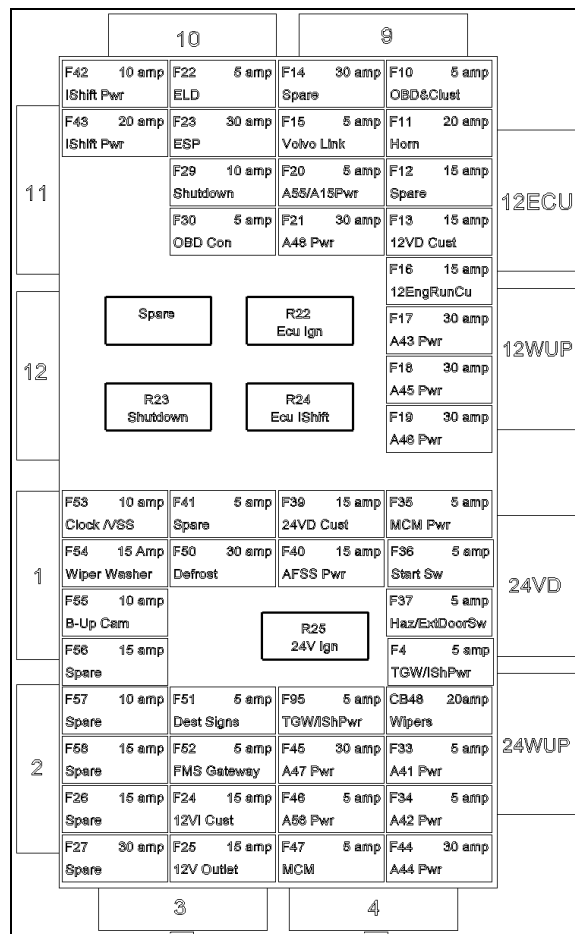 10 9
F42 10 amp F22 5 amp F14 30 amp F10 5 amp
IShift Pwr ELD Spare OBD&Clust
F43 20 amp F23 30 amp F15 5 amp F11 20 amp
IShift Pwr ESP Volvo Link Horn
F29 10 amp F20 5 amp F12 15 amp
Shutdown A55/A15Pwr Spare
11 12ECU
F30 5 amp F21 30 amp F13 15 amp
OBD Con A48 Pwr 12VD Cust
F16 15 amp
12EngRunCu
Spare R22 F17 30 amp
Ecu Ign A43 Pwr
12 12WUP
F18 30 amp
A45 Pwr
R23 R24
Shutdown Ecu IShift
F19 30 amp
A46 Pwr
F53 10 amp F41 5 amp F39 15 amp F35 5 amp
Clock /VSS Spare 24VD Cust MCM Pwr
F54 15 Amp F50 30 amp F40 15 amp F36 5 amp
Wiper Washer Defrost AFSS Pwr Start Sw
1 24VD
F55 10 amp F37 5 amp
B-Up Cam Haz/ExtDoorSw
R25
24V Ign
F56 15 amp F4 5 amp
Spare TGW/IShPwr
F57 10 amp F51 5 amp F95 5 amp CB48 20amp
Spare Dest Signs TGW/IShPwr Wipers
F58 15 amp F52 5 amp F45 30 amp F33 5 amp
Spare FMS Gateway A47 Pwr A41 Pwr
2 24WUP
F26 15 amp F24 15 amp F46 5 amp F34 5 amp
Spare 12VI Cust A58 Pwr A42 Pwr
F27 30 amp F25 15 amp F47 5 amp F44 30 amp
Spare 12V Outlet MCM A44 Pwr
3 4